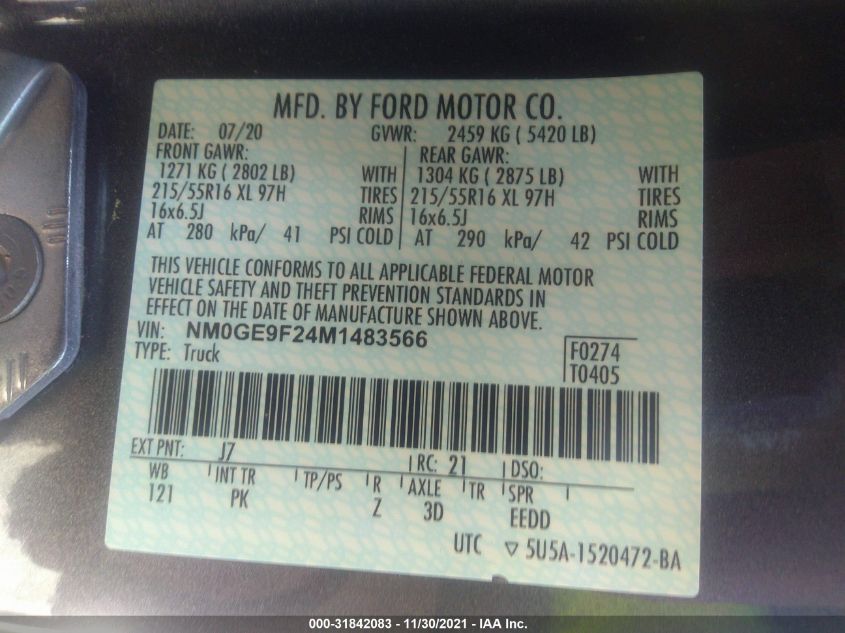 MFD. BY FORD MOTOR CO.
DATE: 07/20 GVWR: 2459 KG ( 5420 LB)
FRONT GAWR: REAR GAWR:
1271 KG ( 2802 LB) WITH 1304 KG ( 2875 LB) WITH
215/55R16 XL 97H TIRES 215/55R16 XL 97H TIRES
16x6.5J RIMS 16x6.5J RIMS
AT 280 kPa/ 41 PSI COLD AT 290 kPa/ 42 PSI COLD
THIS VEHICLE CONFORMS TO ALL APPLICABLE FEDERAL MOTOR
VEHICLE SAFETY AND THEFT PREVENTION STANDARDS IN
EFFECT ON THE DATE OF MANUFACTURE SHOWN ABOVE.
VIN: NM0GE9F24M1483566
TYPE: Truck
F0274
T0405
EXT PNT: J7 RC: 21 DSO:
WB INT TR TP/PS R AXLE TR SPR
121 PK Z 3D EEDD
UTC ▽ 5U5A-1520472-BA
000-31842083 - 11/30/2021 - IAA Inc.